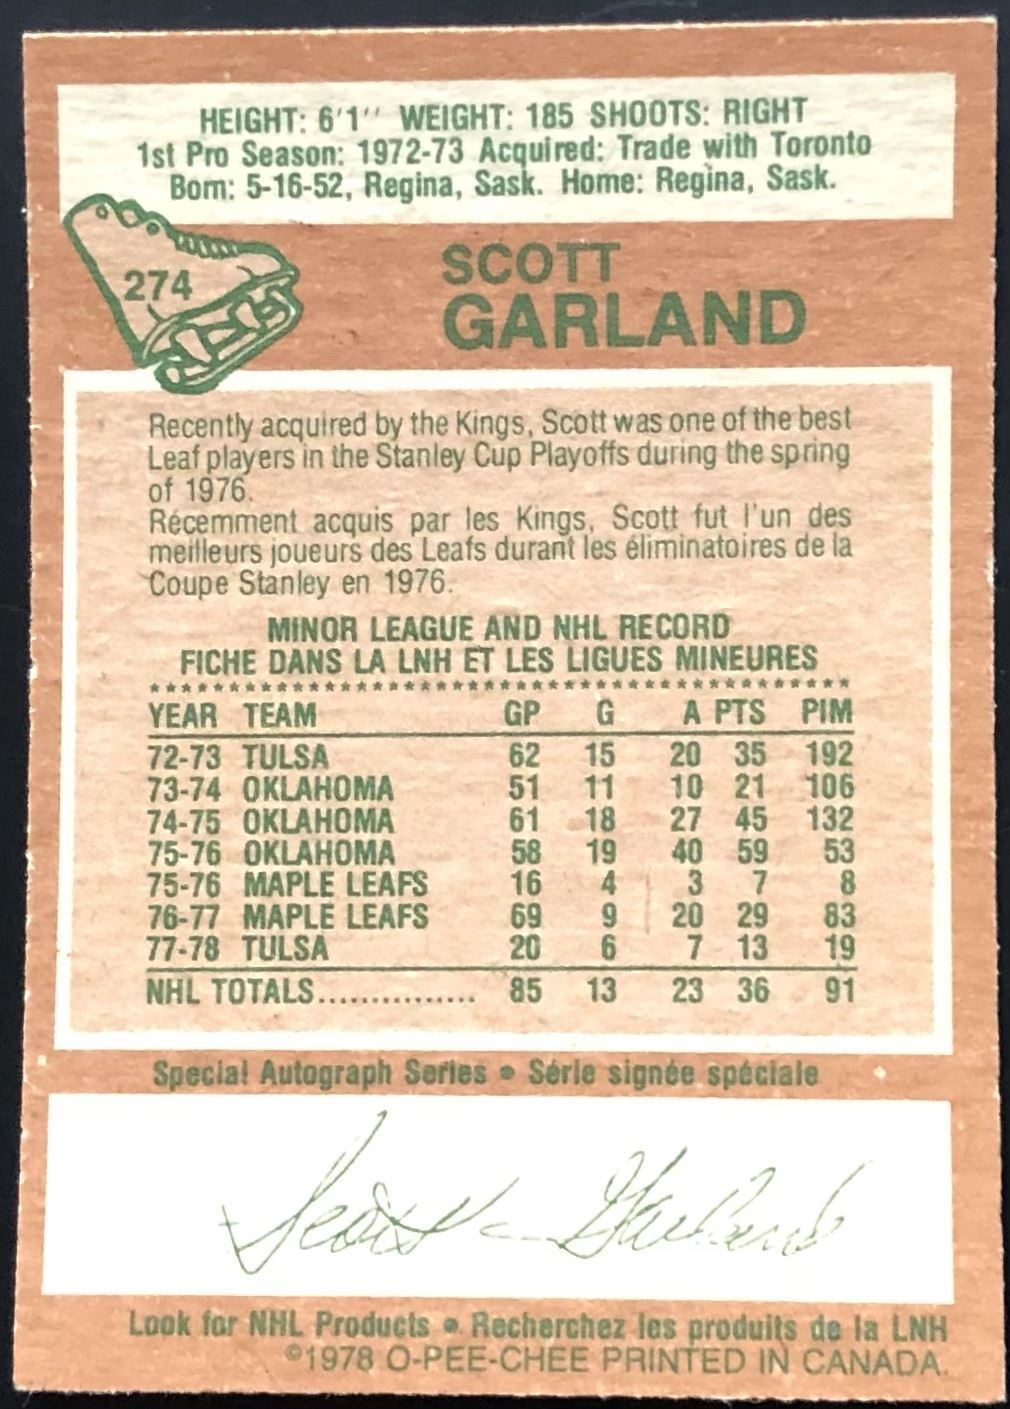 HEIGHT: 6'1'' WEIGHT: 185 SHOOTS: RIGHT
1st Pro Season: 1972-73 Acquired: Trade with Toronto
Born: 5-16-52, Regina, Sask. Home: Regina, Sask.
274
SCOTT
GARLAND
Recently acquired by the Kings, Scott was one of the best
Leaf players in the Stanley Cup Playoffs during the spring
of 1976.
Récemment acquis par les Kings, Scott fut l'un des
meilleurs joueurs des Leafs durant les éliminatoires de la
Coupe Stanley en 1976.
MINOR LEAGUE AND NHL RECORD
FICHE DANS LA LNH ET LES LIGUES MINEURES
YEAR TEAM GP G A PTS PIM
72-73 TULSA 62 15 20 35 192
73-74 OKLAHOMA 51 11 10 21 106
74-75 OKLAHOMA 61 18 27 45 132
75-76 OKLAHOMA 58 19 40 59 53
75-76 MAPLE LEAFS 16 4 3 7 8
76-77 MAPLE LEAFS 69 9 20 29 83
77-78 TULSA 20 6 7 13 19
NHL TOTALS............... 85 13 23 36 91
Special Autograph Series • Série signée spéciale
Scott Garland
Look for NHL Products • Recherchez les produits de la LNH
©1978 O-PEE-CHEE PRINTED IN CANADA.